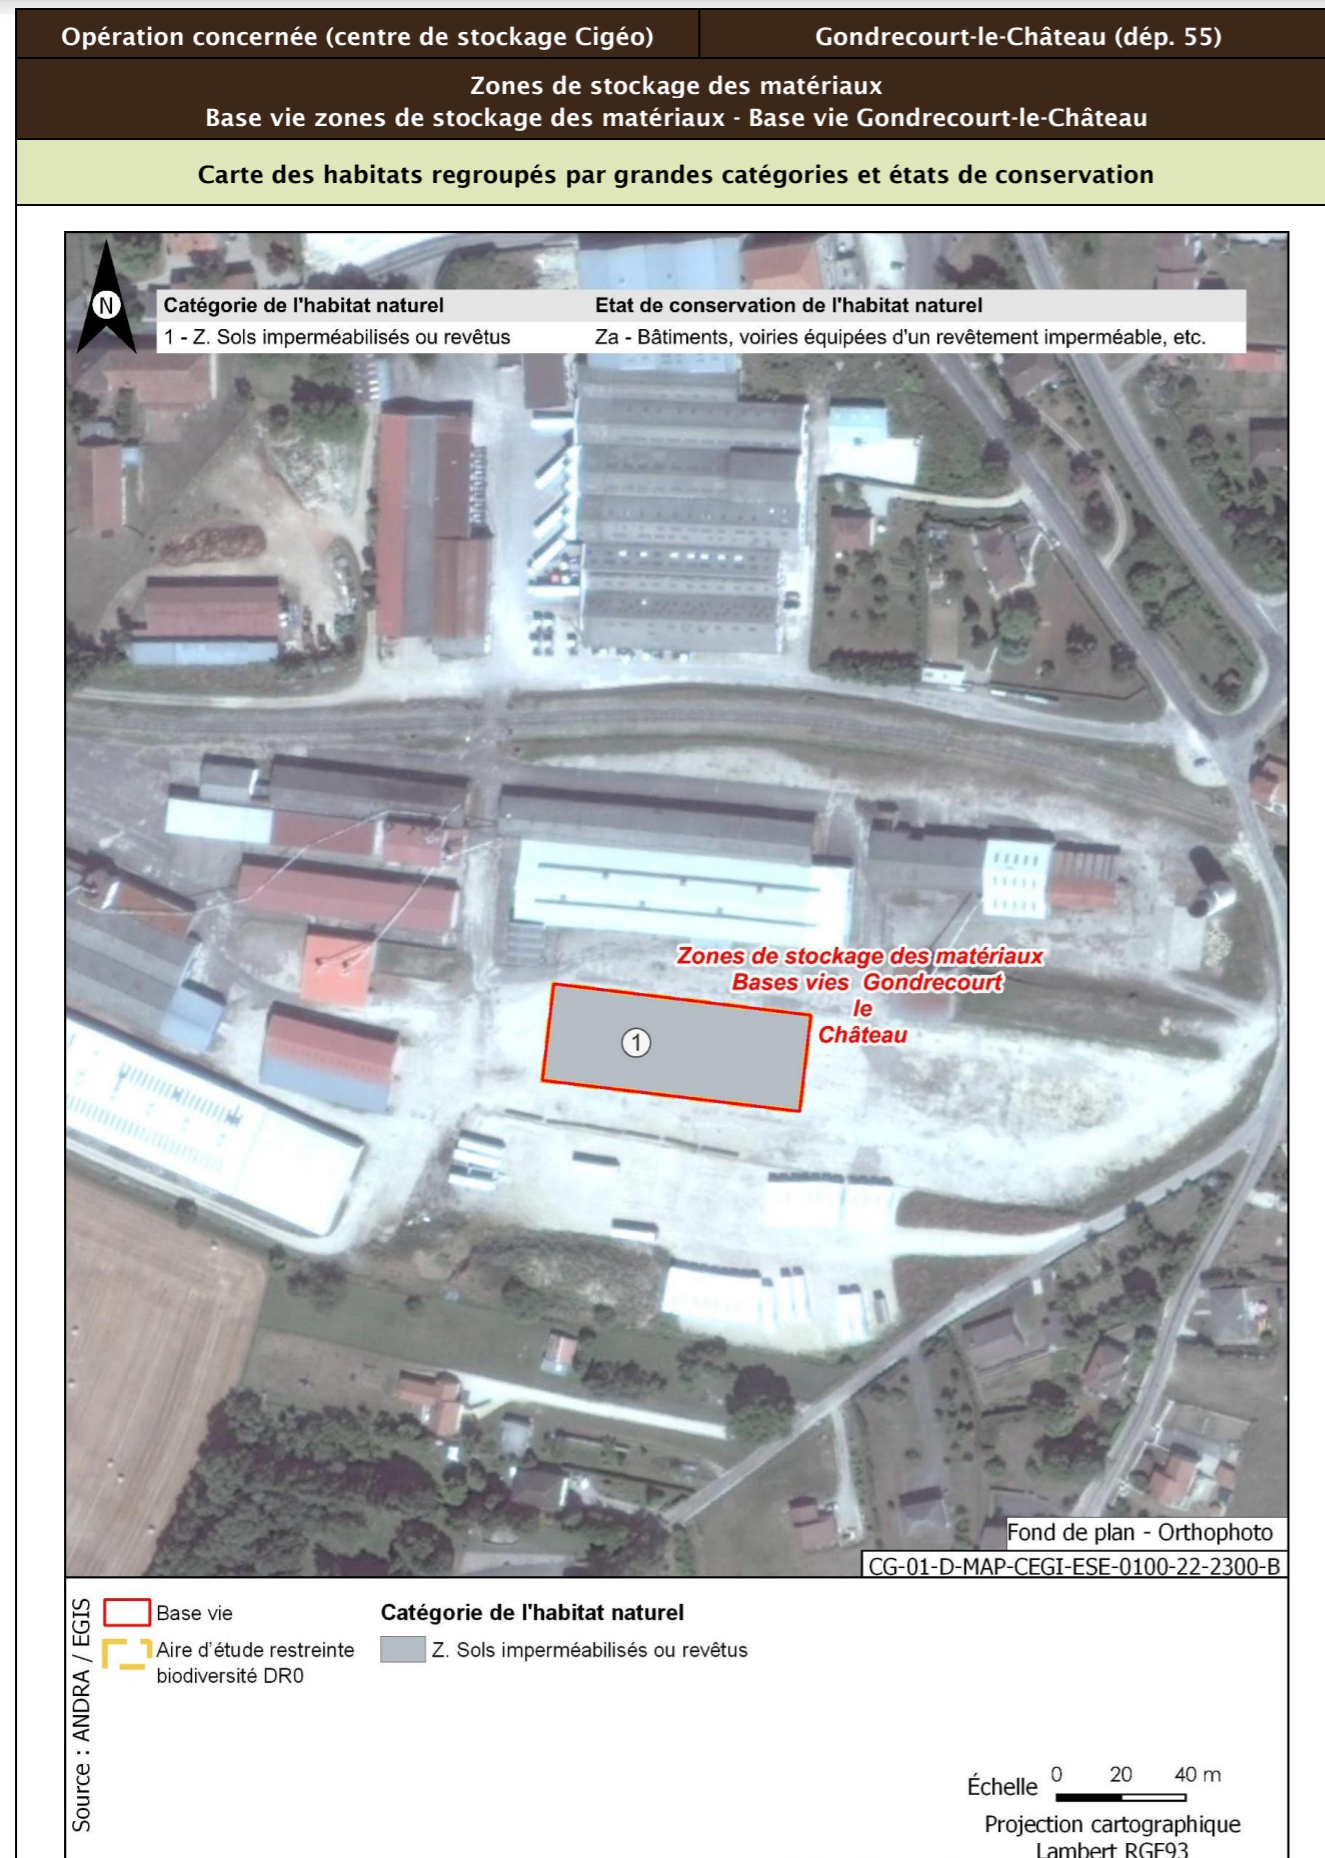 Opération concernée (centre de stockage Cigéo)
Gondrecourt-le-Château (dép. 55)
Zones de stockage des matériaux
Base vie zones de stockage des matériaux - Base vie Gondrecourt-le-Château
Carte des habitats regroupés par grandes catégories et états de conservation
N
Catégorie de l'habitat naturel
Etat de conservation de l'habitat naturel
1 - Z. Sols imperméabilisés ou revêtus
Za - Bâtiments, voiries équipées d'un revêtement imperméable, etc.
Zones de stockage des matériaux
Bases vies Gondrecourt
le
Château
1
Fond de plan - Orthophoto
CG-01-D-MAP-CEGI-ESE-0100-22-2300-B
Source : ANDRA / EGIS
Base vie
Aire d'étude restreinte
biodiversité DR0
Catégorie de l'habitat naturel
Z. Sols imperméabilisés ou revêtus
Échelle
0 20 40 m
Projection cartographique
Lambert RGF93